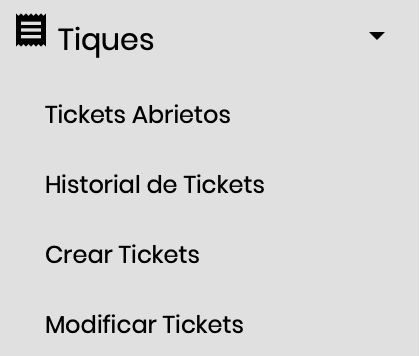 Tiques
Tickets Abrietos
Historial de Tickets
Crear Tickets
Modificar Tickets